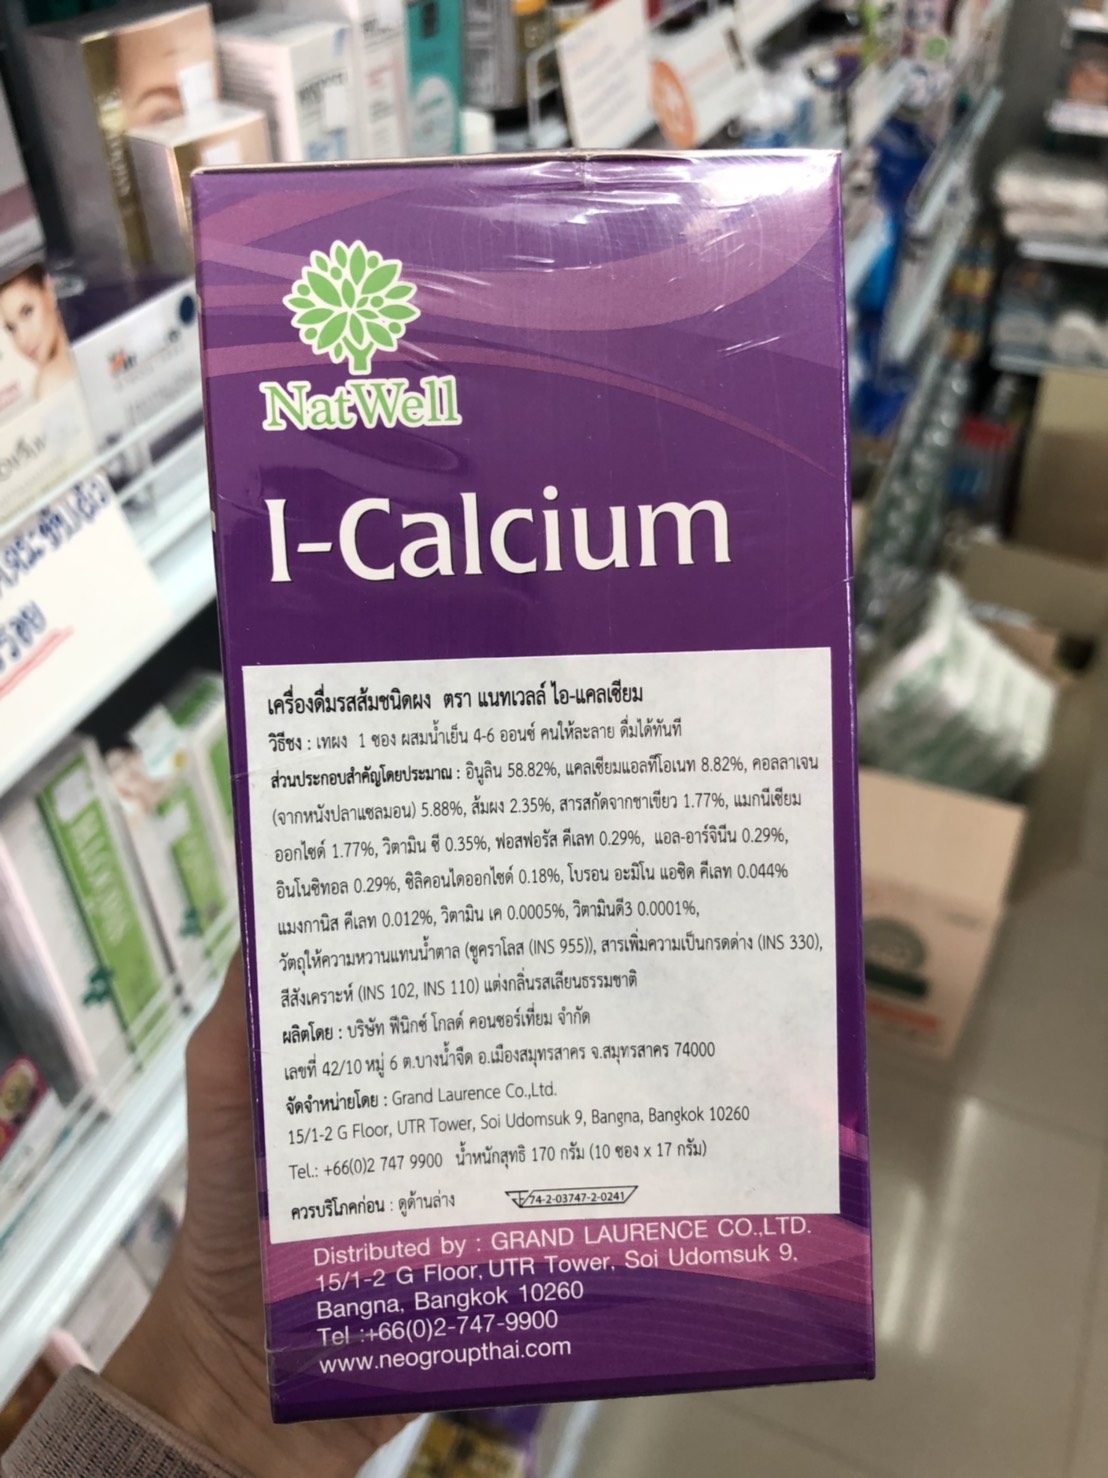 NatWell
I-Calcium
เครื่องดื่มรสส้มชนิดผง ตรา แนทเวลล์ ไอ-แคลเซียม
วิธีชง : เทผง 1 ซอง ผสมน้ำเย็น 4-6 ออนซ์ คนให้ละลาย ดื่มได้ทันที
ส่วนประกอบสำคัญโดยประมาณ : อินูลิน 58.82%, แคลเซียมแอลทีโอเนท 8.82%, คอลลาเจน
(จากหนังปลาแซลมอน) 5.88%, ส้มผง 2.35%, สารสกัดจากชาเขียว 1.77%, แมกนีเซียม
ออกไซด์ 1.77%, วิตามิน ซี 0.35%, ฟอสฟอรัส คีเลท 0.29%, แอล-อาร์จินีน 0.29%,
อินโนซิทอล 0.29%, ซิลิคอนไดออกไซด์ 0.18%, โบรอน อะมิโน แอซิด คีเลท 0.044%
แมงกานิส คีเลท 0.012%, วิตามิน เค 0.0005%, วิตามินดี3 0.0001%,
วัตถุให้ความหวานแทนน้ำตาล (ซูคราโลส (INS 955)), สารเพิ่มความเป็นกรดด่าง (INS 330),
สีสังเคราะห์ (INS 102, INS 110) แต่งกลิ่นรสเลียนธรรมชาติ
ผลิตโดย : บริษัท ฟีนิกซ์ โกลด์ คอนซอร์เที่ยม จำกัด
เลขที่ 42/10 หมู่ 6 ต.บางน้ำจืด อ.เมืองสมุทรสาคร จ.สมุทรสาคร 74000
จัดจำหน่ายโดย : Grand Laurence Co.,Ltd.
15/1-2 G Floor, UTR Tower, Soi Udomsuk 9, Bangna, Bangkok 10260
Tel.: +66(0)2 747 9900 น้ำหนักสุทธิ 170 กรัม (10 ซอง x 17 กรัม)
ควรบริโภคก่อน : ดูด้านล่าง 74-2-03747-2-0241
Distributed by : GRAND LAURENCE CO.,LTD.
15/1-2 G Floor, UTR Tower, Soi Udomsuk 9,
Bangna, Bangkok 10260
Tel :+66(0)2-747-9900
www.neogroupthai.com